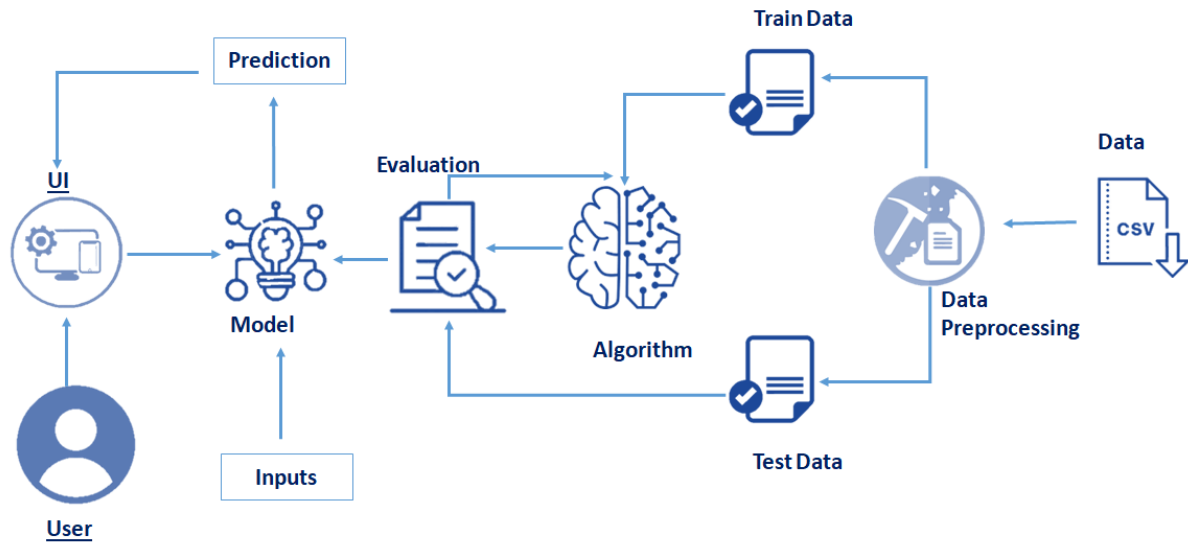 Train Data
Prediction
Data
Evaluation
UI
CSV
Model
Data
Preprocessing
Algorithm
Test Data
Inputs
User